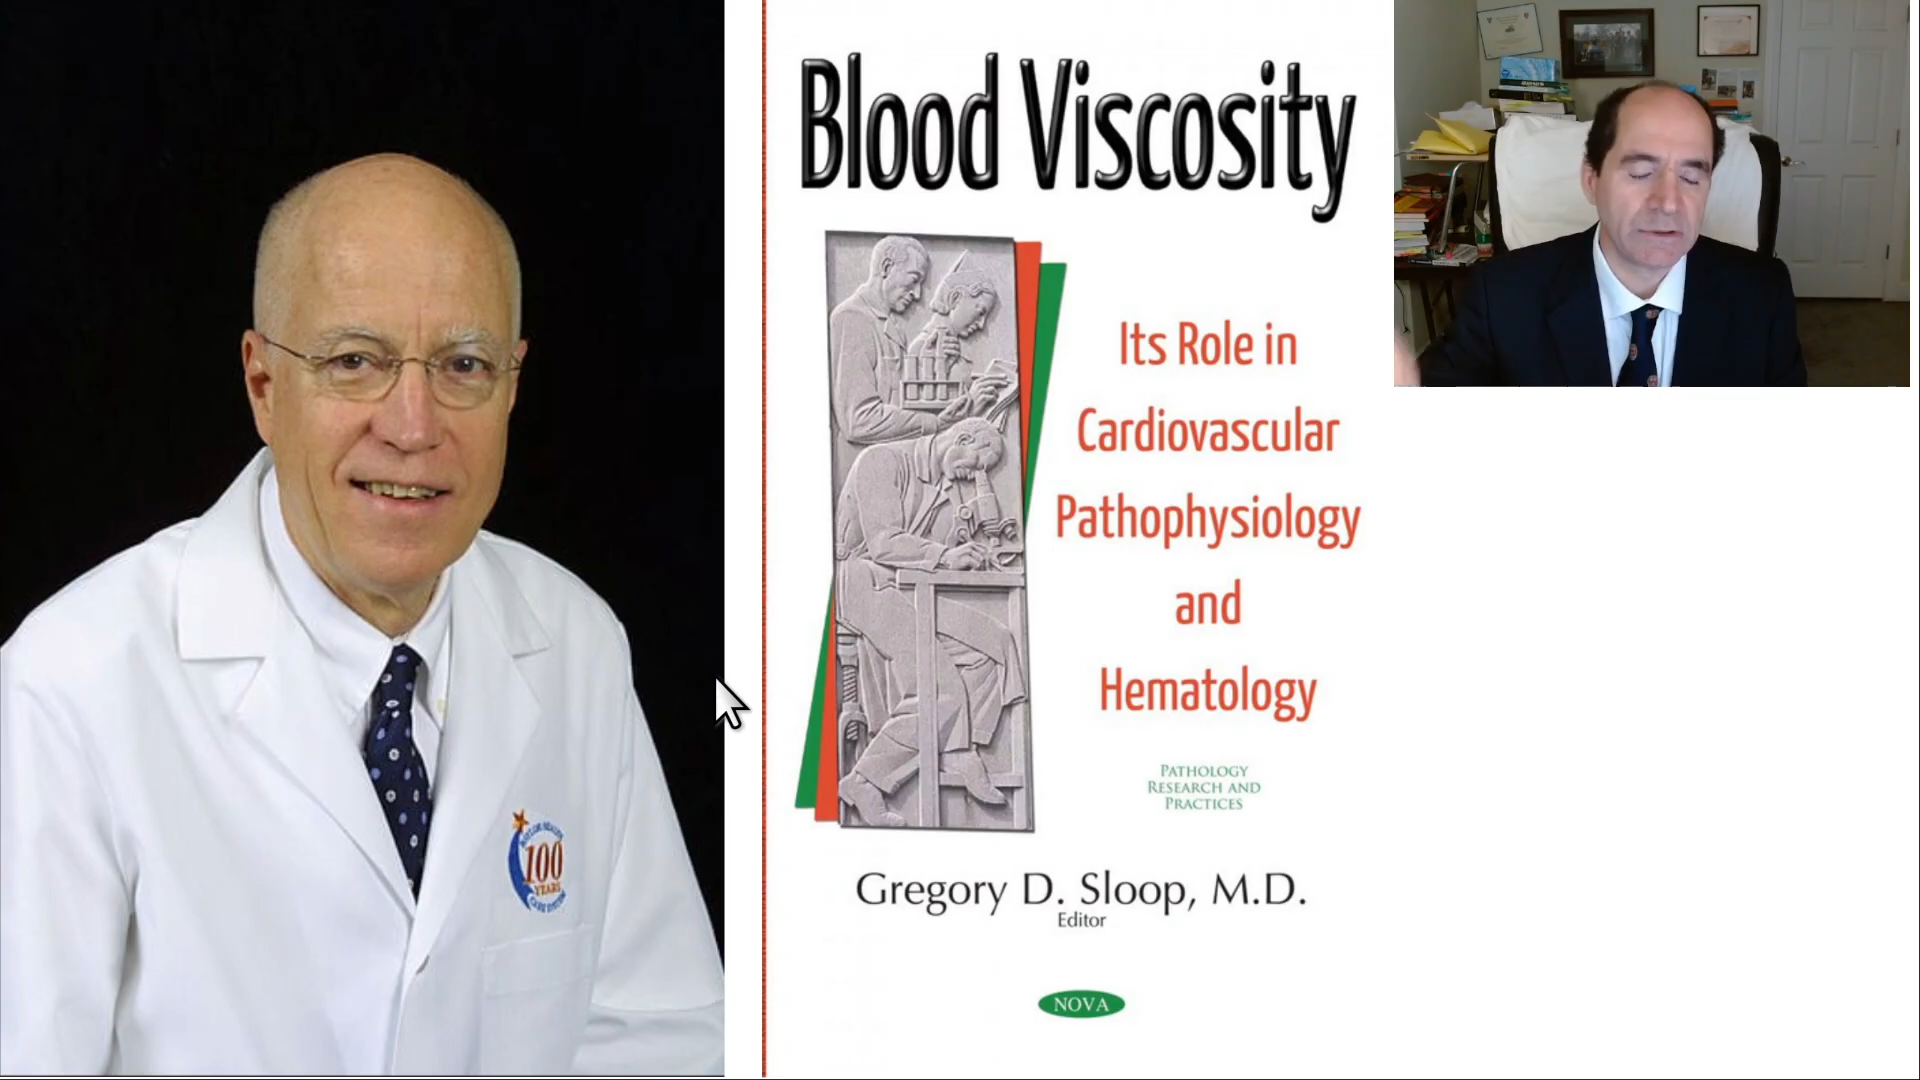 Blood Viscosity
Its Role in
Cardiovascular
Pathophysiology
and
Hematology
PATHOLOGY
RESEARCH AND
PRACTICES
Gregory D. Sloop, M.D.
Editor
NOVA
100
YEARS